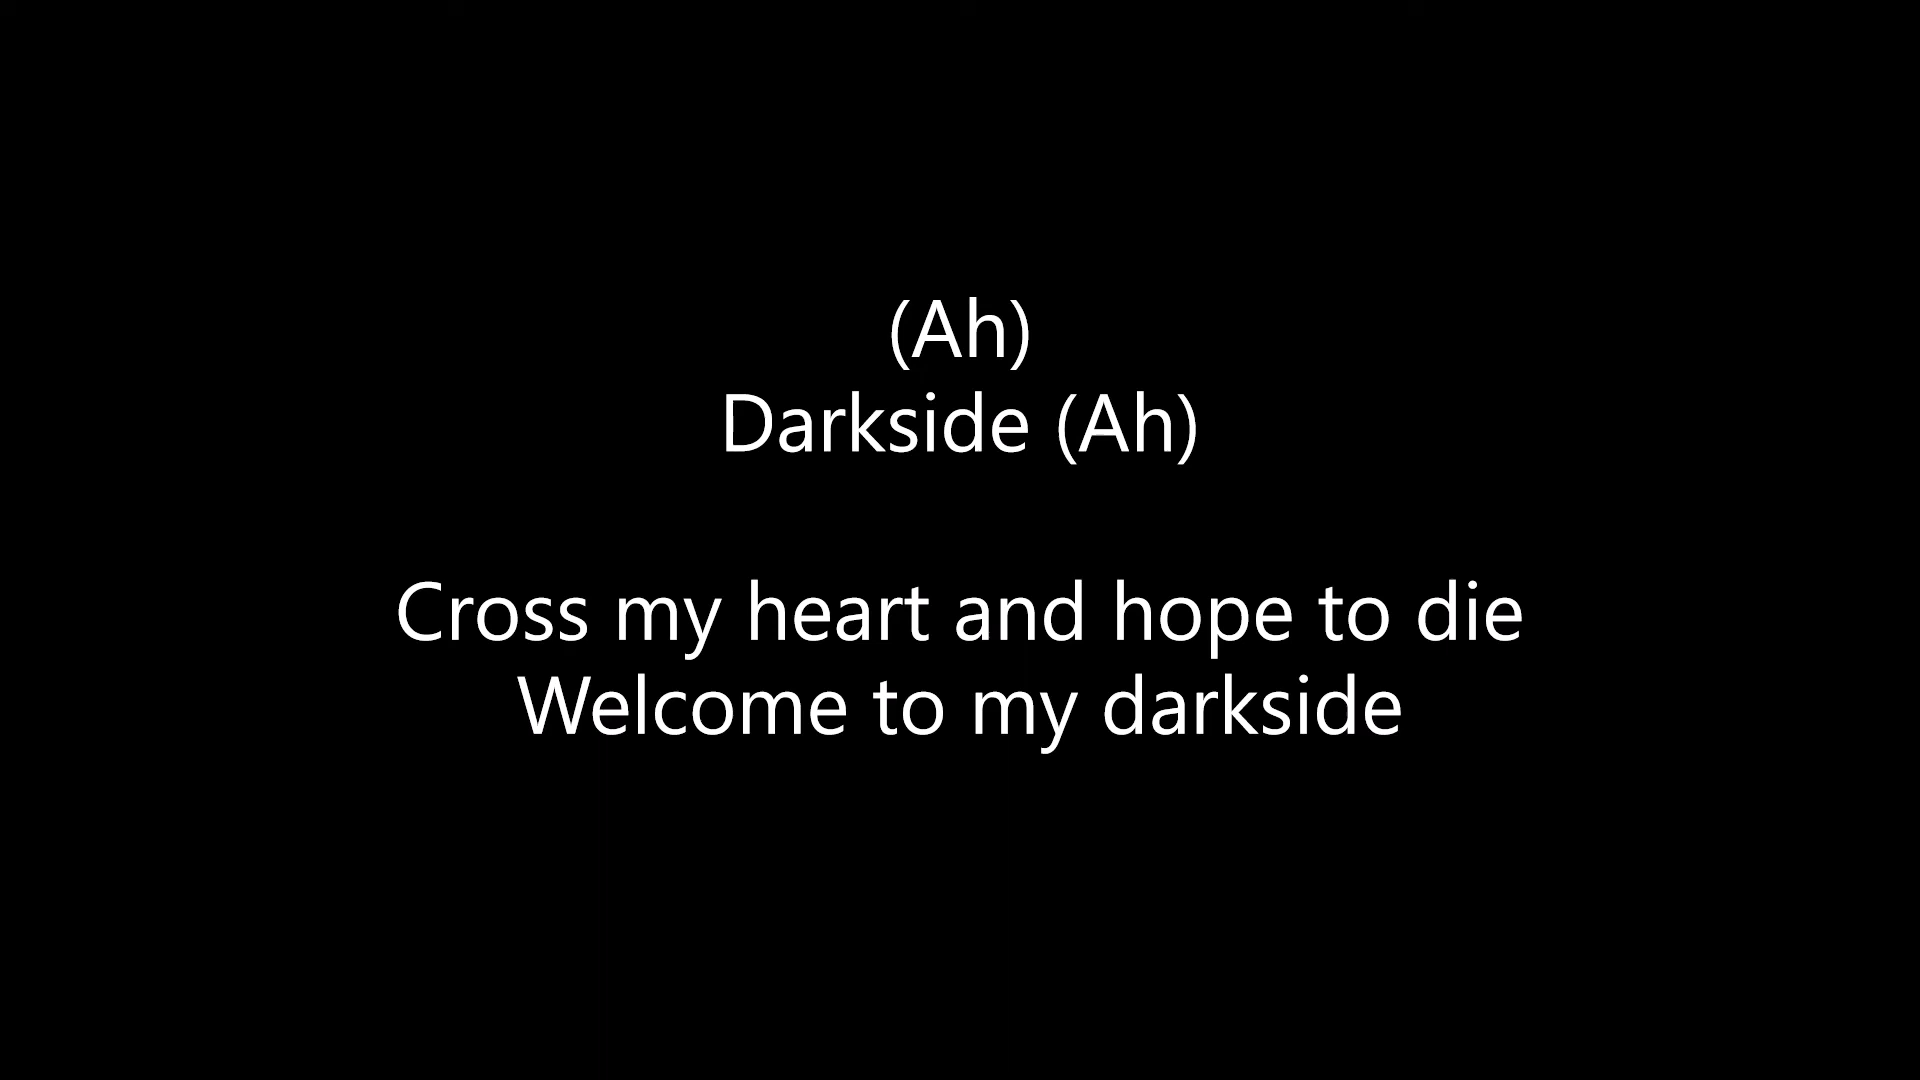 (Ah)
Darkside (Ah)
Cross my heart and hope to die
Welcome to my darkside